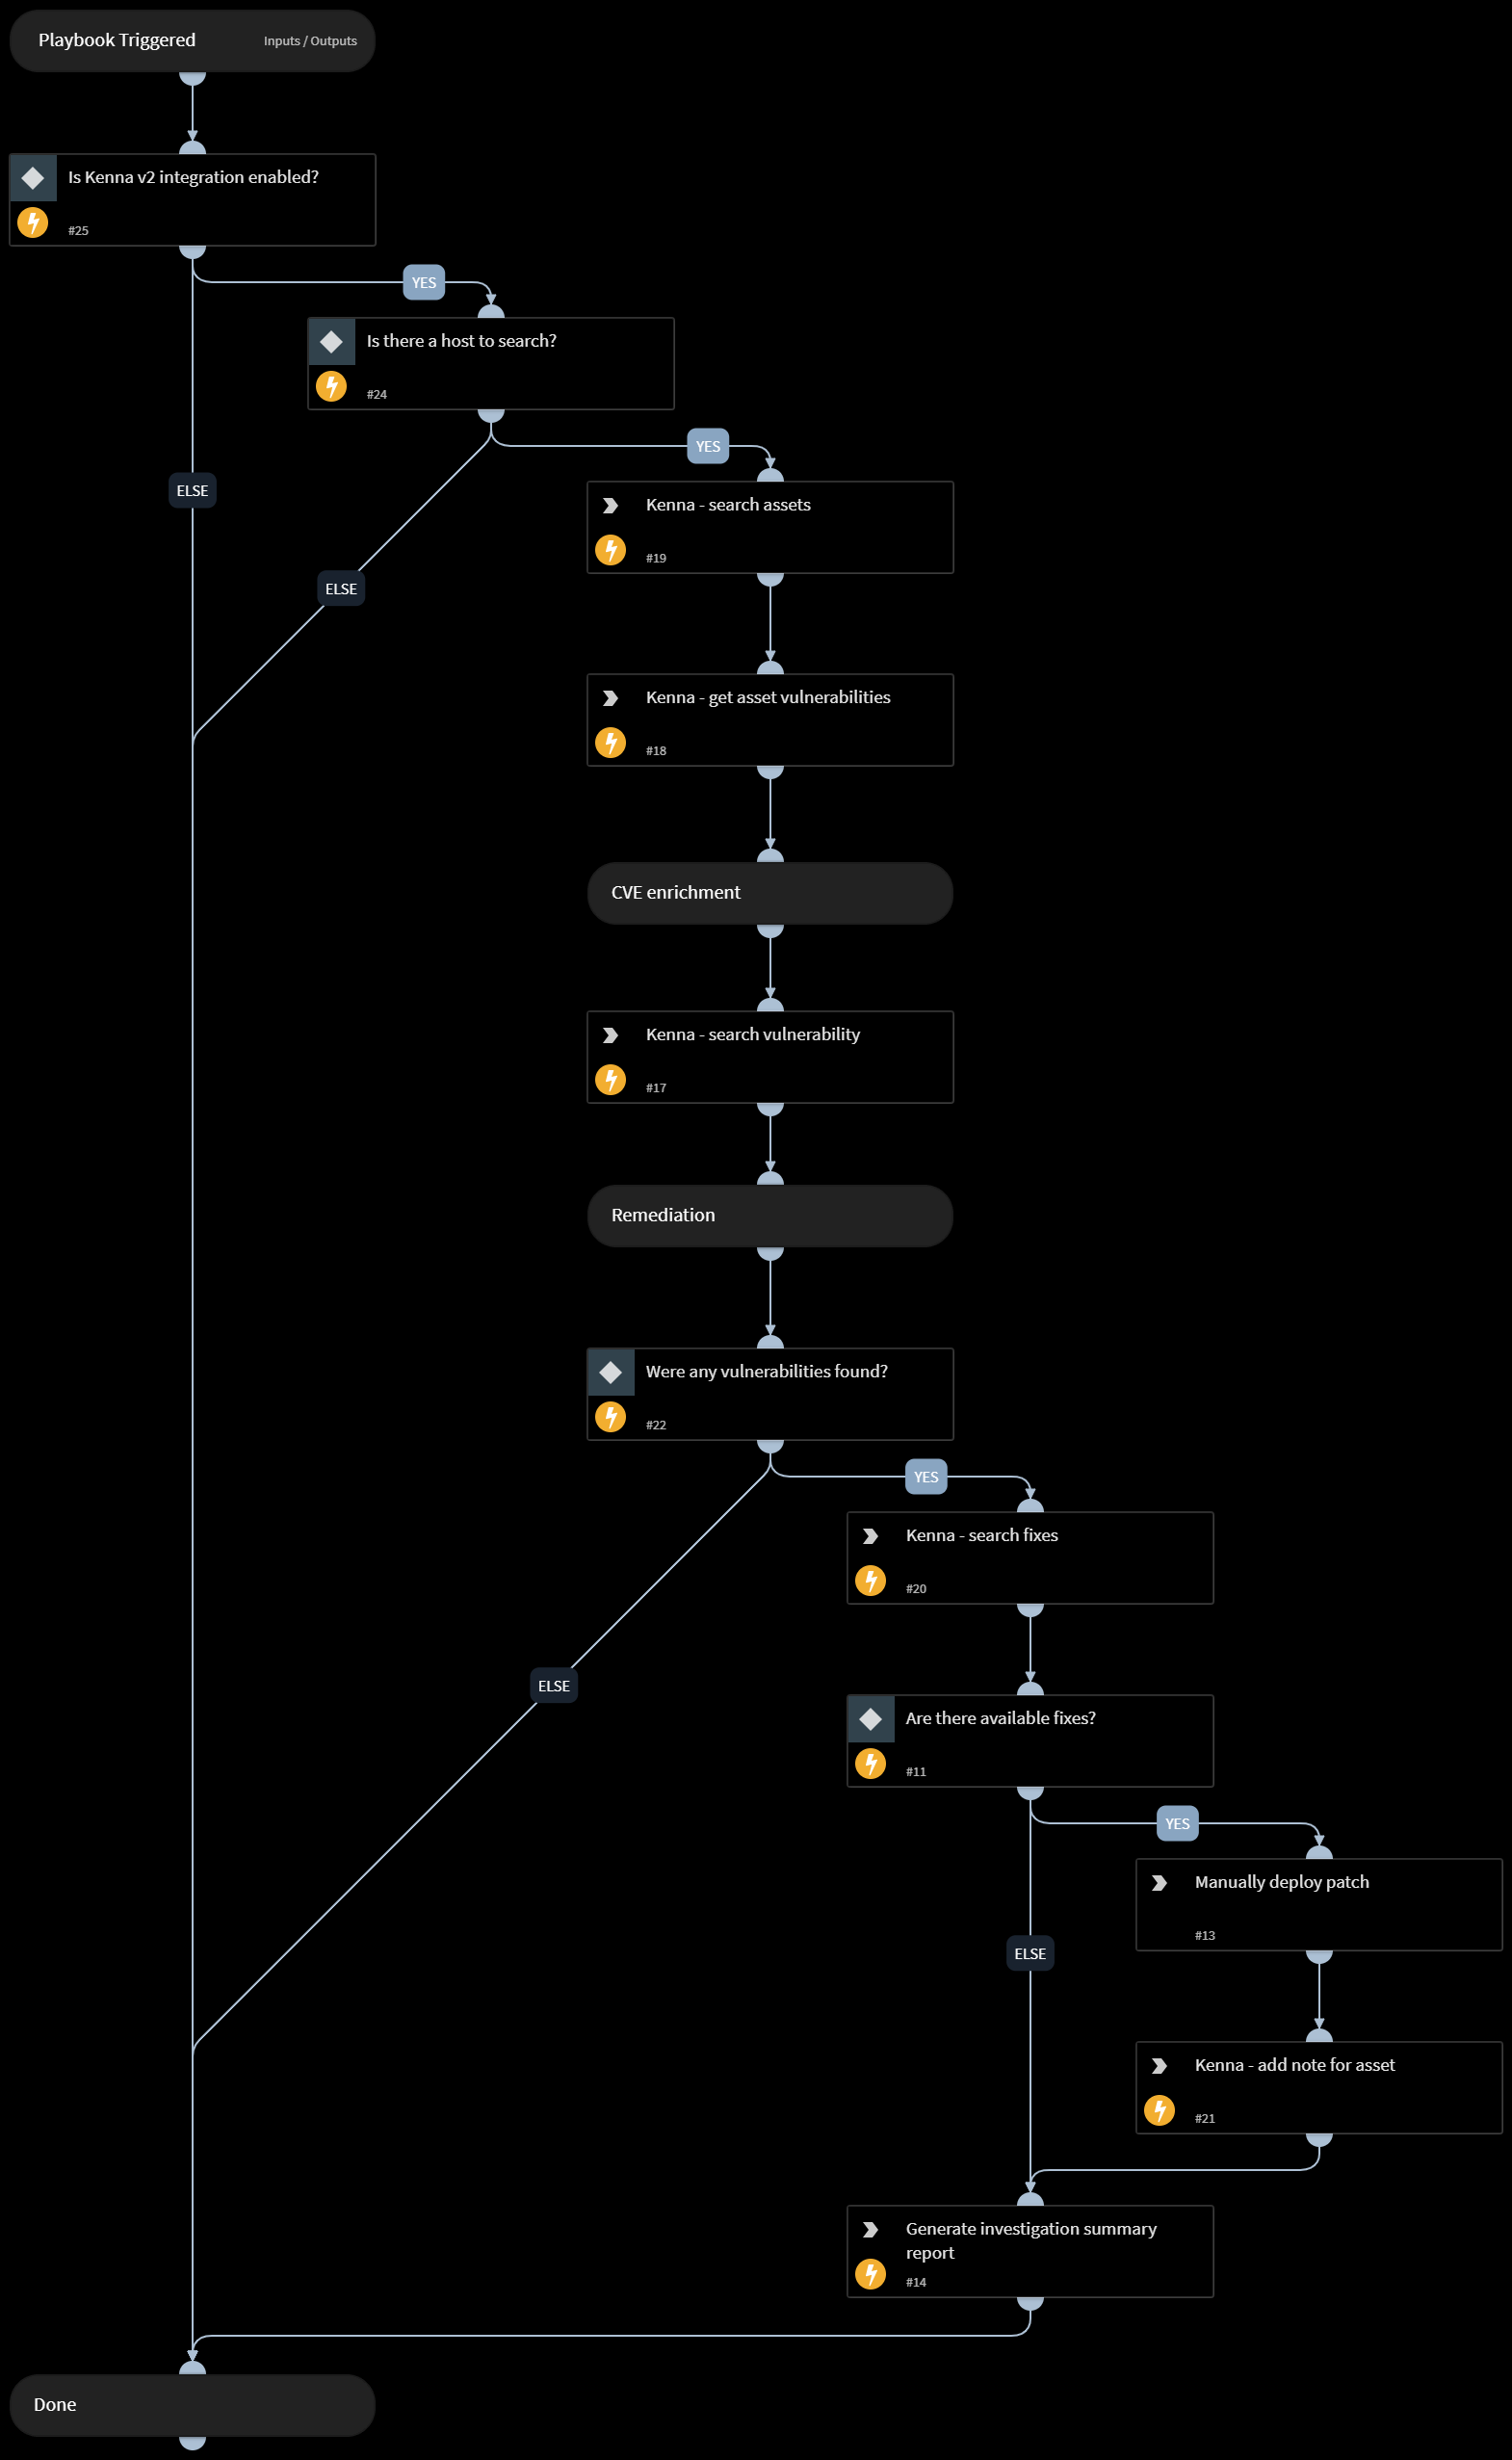 Playbook Triggered
Inputs / Outputs
Is Kenna v2 integration enabled?
#25
YES
Is there a host to search?
#24
YES
ELSE
Kenna - search assets
#19
ELSE
Kenna - get asset vulnerabilities
#18
CVE enrichment
Kenna - search vulnerability
#17
Remediation
Were any vulnerabilities found?
#22
YES
Kenna - search fixes
#20
ELSE
Are there available fixes?
#11
YES
Manually deploy patch
#13
ELSE
Kenna - add note for asset
#21
Generate investigation summary
report
#14
Done